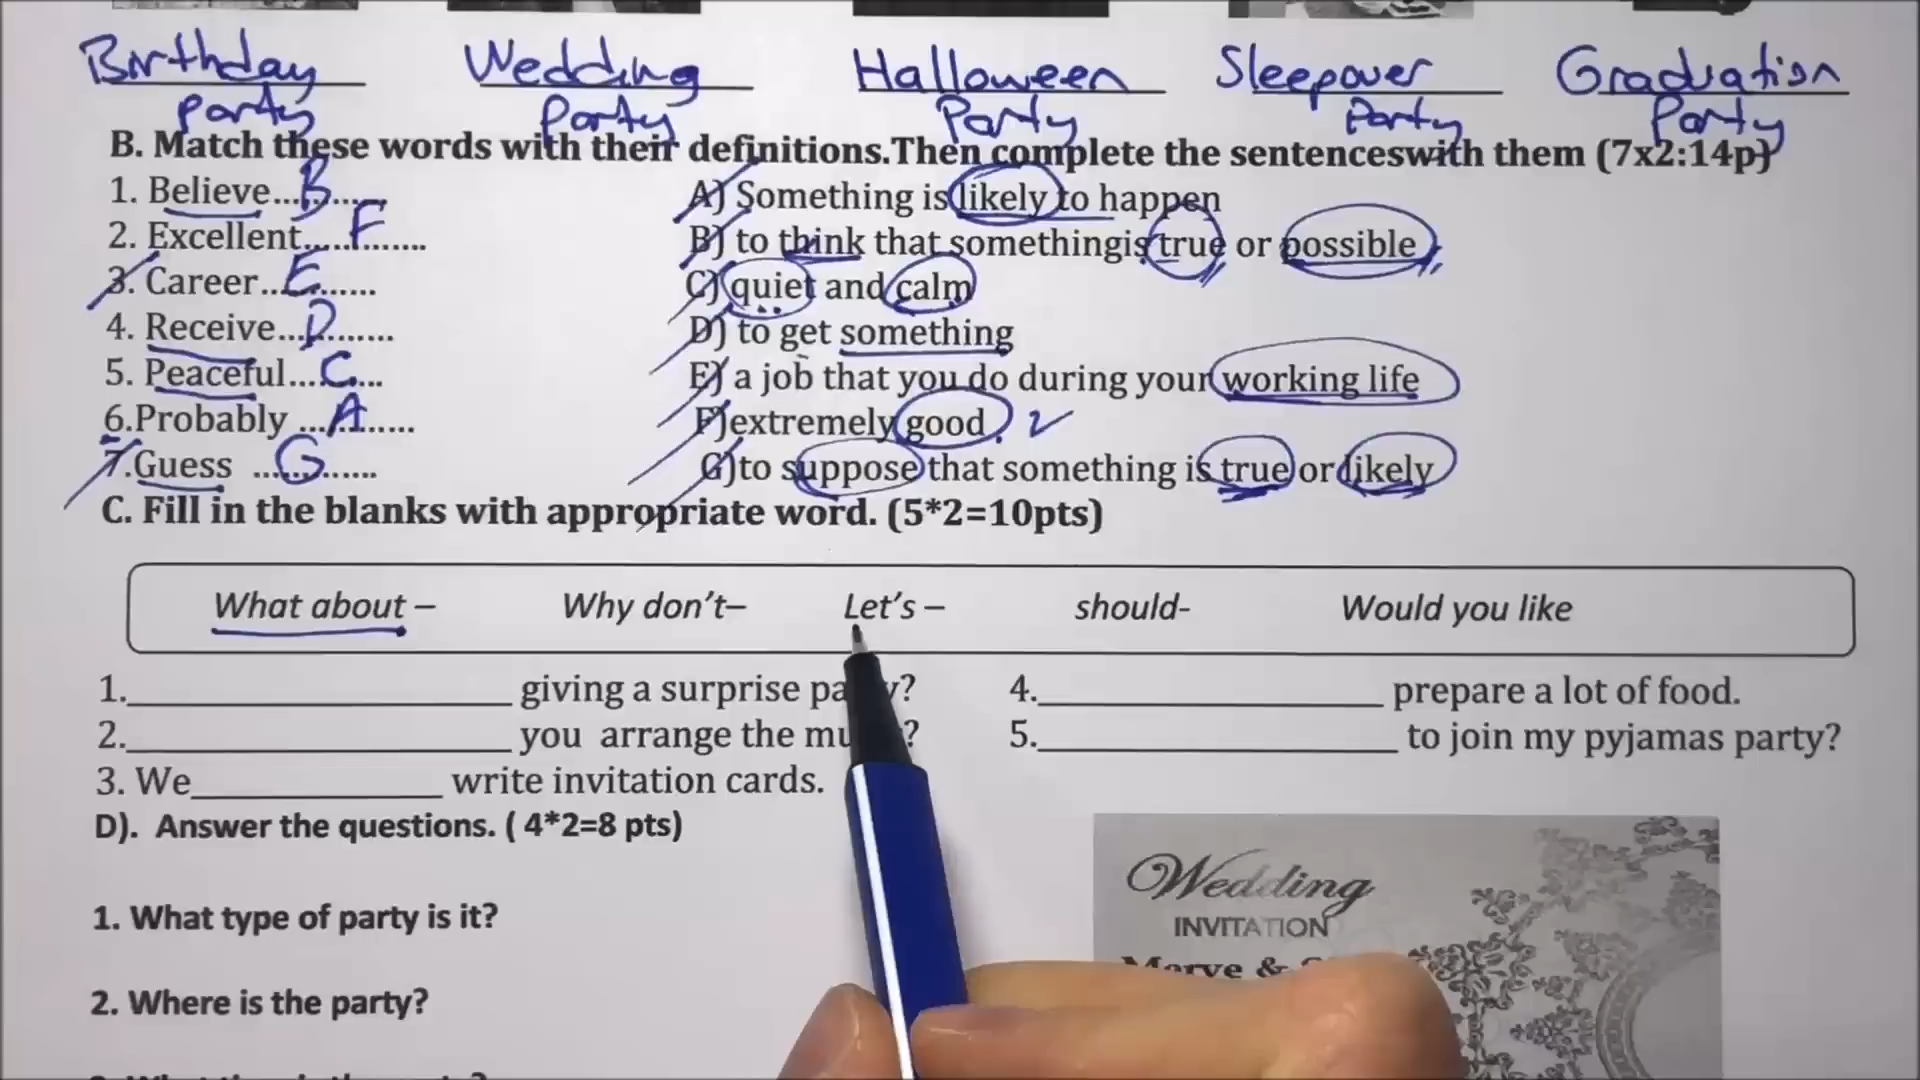 Birthday Wedding Halloween Sleepover Graduation
Party Party Party Party Party
B. Match these words with their definitions.Then complete the sentenceswith them (7x2:14p)
1. Believe...B...... A) Something is likely to happen
2. Excellent.....F....... B) to think that somethingis true or possible
3. Career...E....... C) quiet and calm
4. Receive...D....... D) to get something
5. Peaceful...C.... E) a job that you do during your working life
6.Probably ...A...... F)extremely good.
7.Guess ...G...... G)to suppose that something is true or likely
C. Fill in the blanks with appropriate word. (5*2=10pts)
What about – Why don't– Let's – should- Would you like
1.____________ giving a surprise ? 4.____________ prepare a lot of food.
2.____________ you arrange the ? 5.____________ to join my pyjamas party?
3. We________ write invitation cards.
D). Answer the questions. ( 4*2=8 pts)
Wedding
INVITATION
1. What type of party is it?
Merve &
2. Where is the party?